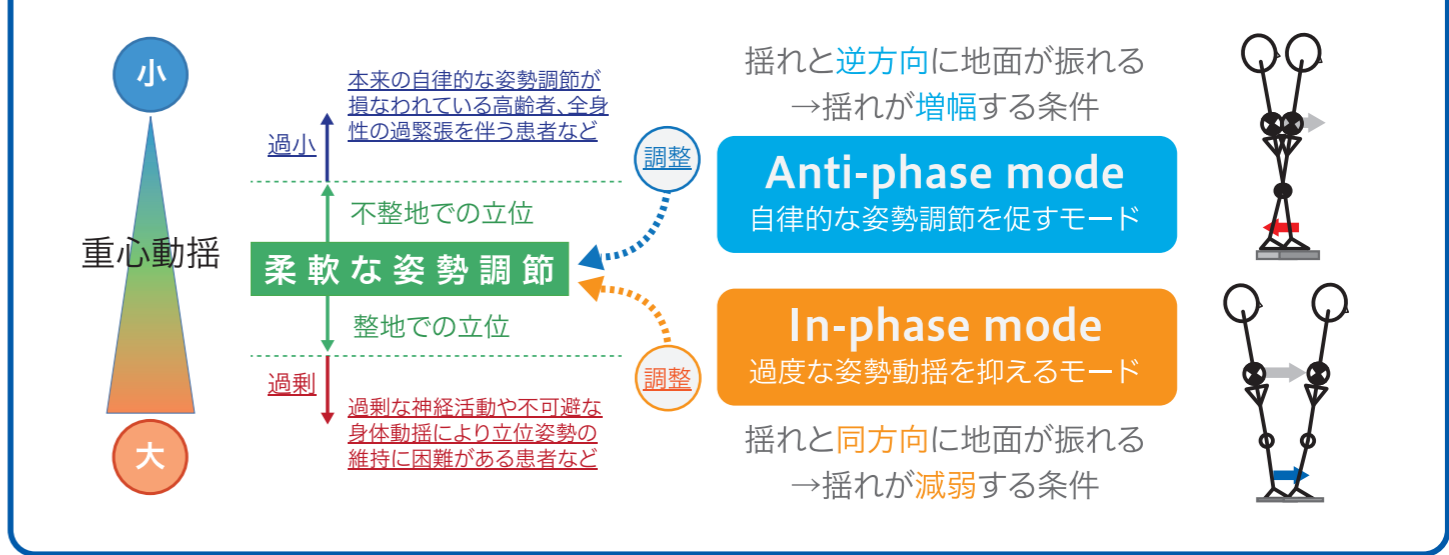 小
重心動揺
大
本来の自律的な姿勢調節が
損なわれている高齢者、全身
性の過緊張を伴う患者など
過小
不整地での立位
柔軟な姿勢調節
整地での立位
過剰
過剰な神経活動や不可避な
身体動揺により立位姿勢の
維持に困難がある患者など
調整
調整
揺れと逆方向に地面が振れる
→揺れが増幅する条件
Anti-phase mode
自律的な姿勢調節を促すモード
In-phase mode
過度な姿勢動揺を抑えるモード
揺れと同方向に地面が振れる
→揺れが減弱する条件